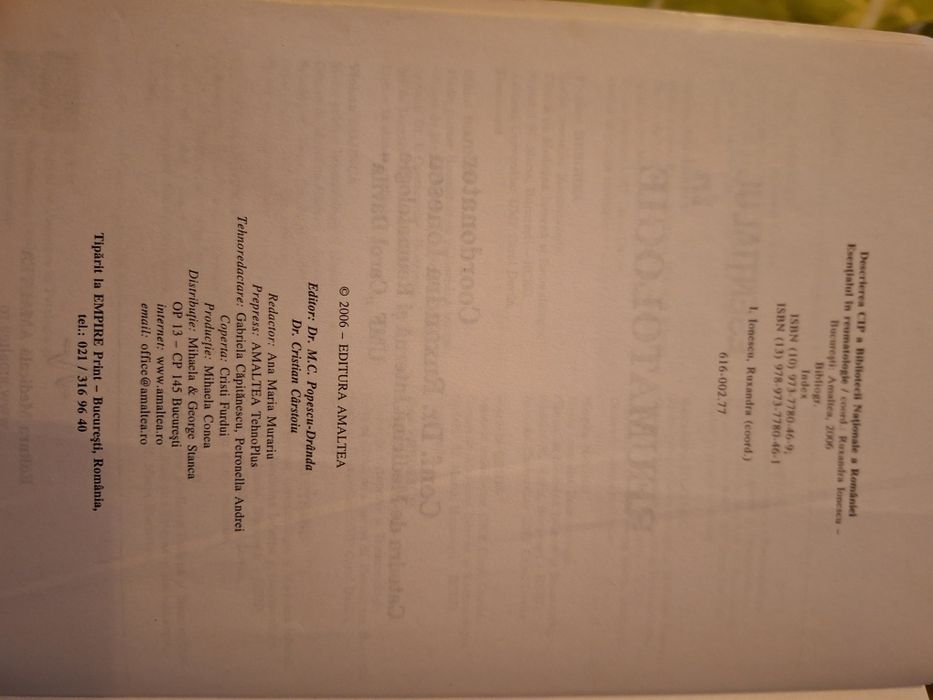 Descrierea CIP a Bibliotecii Naţionale a României
Esenţialul în reumatologie / coord.: Ruxandra Ionescu –
Bucureşti: Amaltea, 2006
Bibliogr.
Index
ISBN (10) 973-7780-46-9;
ISBN (13) 978-973-7780-46-1
I. Ionescu, Ruxandra (coord.)
616-002.77
© 2006 – EDITURA AMALTEA
Editor: Dr. M.C. Popescu-Drânda
Dr. Cristian Cârstoiu
Redactor: Ana Maria Murariu
Prepress: AMALTEA TehnoPlus
Tehnoredactare: Gabriela Căpitănescu, Petronella Andrei
Coperta: Cristi Furdui
Producţie: Mihaela Conea
Distribuţie: Mihaela & George Stanca
OP 13 – CP 145 Bucureşti
internet: www.amaltea.ro
email: office@amaltea.ro
Tipărit la EMPIRE Print – Bucureşti, România,
tel.: 021 / 316 96 40